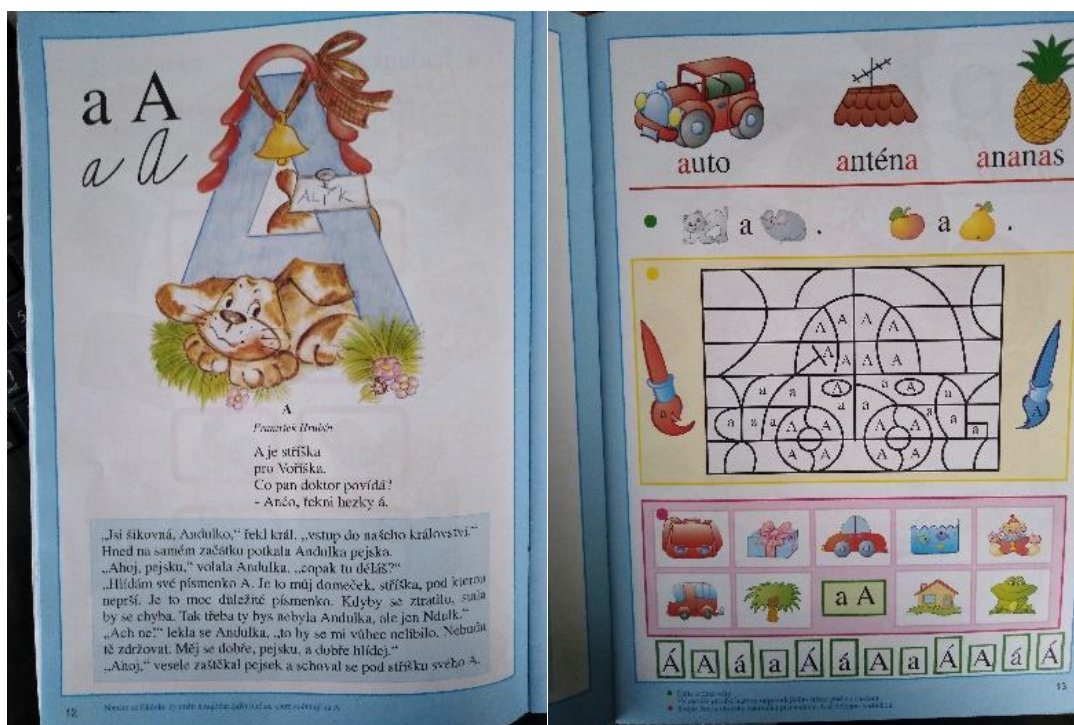 a A
a A
ALÍK
A
František Hrubín
A je stříška
pro Voříška.
Co pan doktor povídá?
- Ančo, řekni hezky á.
„Jsi šikovná, Andulko,“ řekl král, „vstup do našeho království.“
Hned na samém začátku potkala Andulka pejska.
„Ahoj, pejsku,“ volala Andulka, „copak tu děláš?“
„Hlídám své písmenko A. Je to můj domeček, stříška, pod kterou
neprší. Je to moc důležité písmenko. Kdyby se ztratilo, stala
by se chyba. Tak třeba ty bys nebyla Andulka, ale jen Ndulk.“
„Ach ne!“ lekla se Andulka, „to by se mi vůbec nelíbilo. Nebudu
tě zdržovat. Měj se dobře, pejsku, a dobře hlídej.“
„Ahoj,“ vesele zaštěkal pejsek a schoval se pod stříšku svého A.
12
auto anténa ananas
a . a .
A A A A
A A A A
a a A a A a
a a a a a a a
A A A A
A A A A
a A
a A
Á A á a Á á A a Á A á Á
13